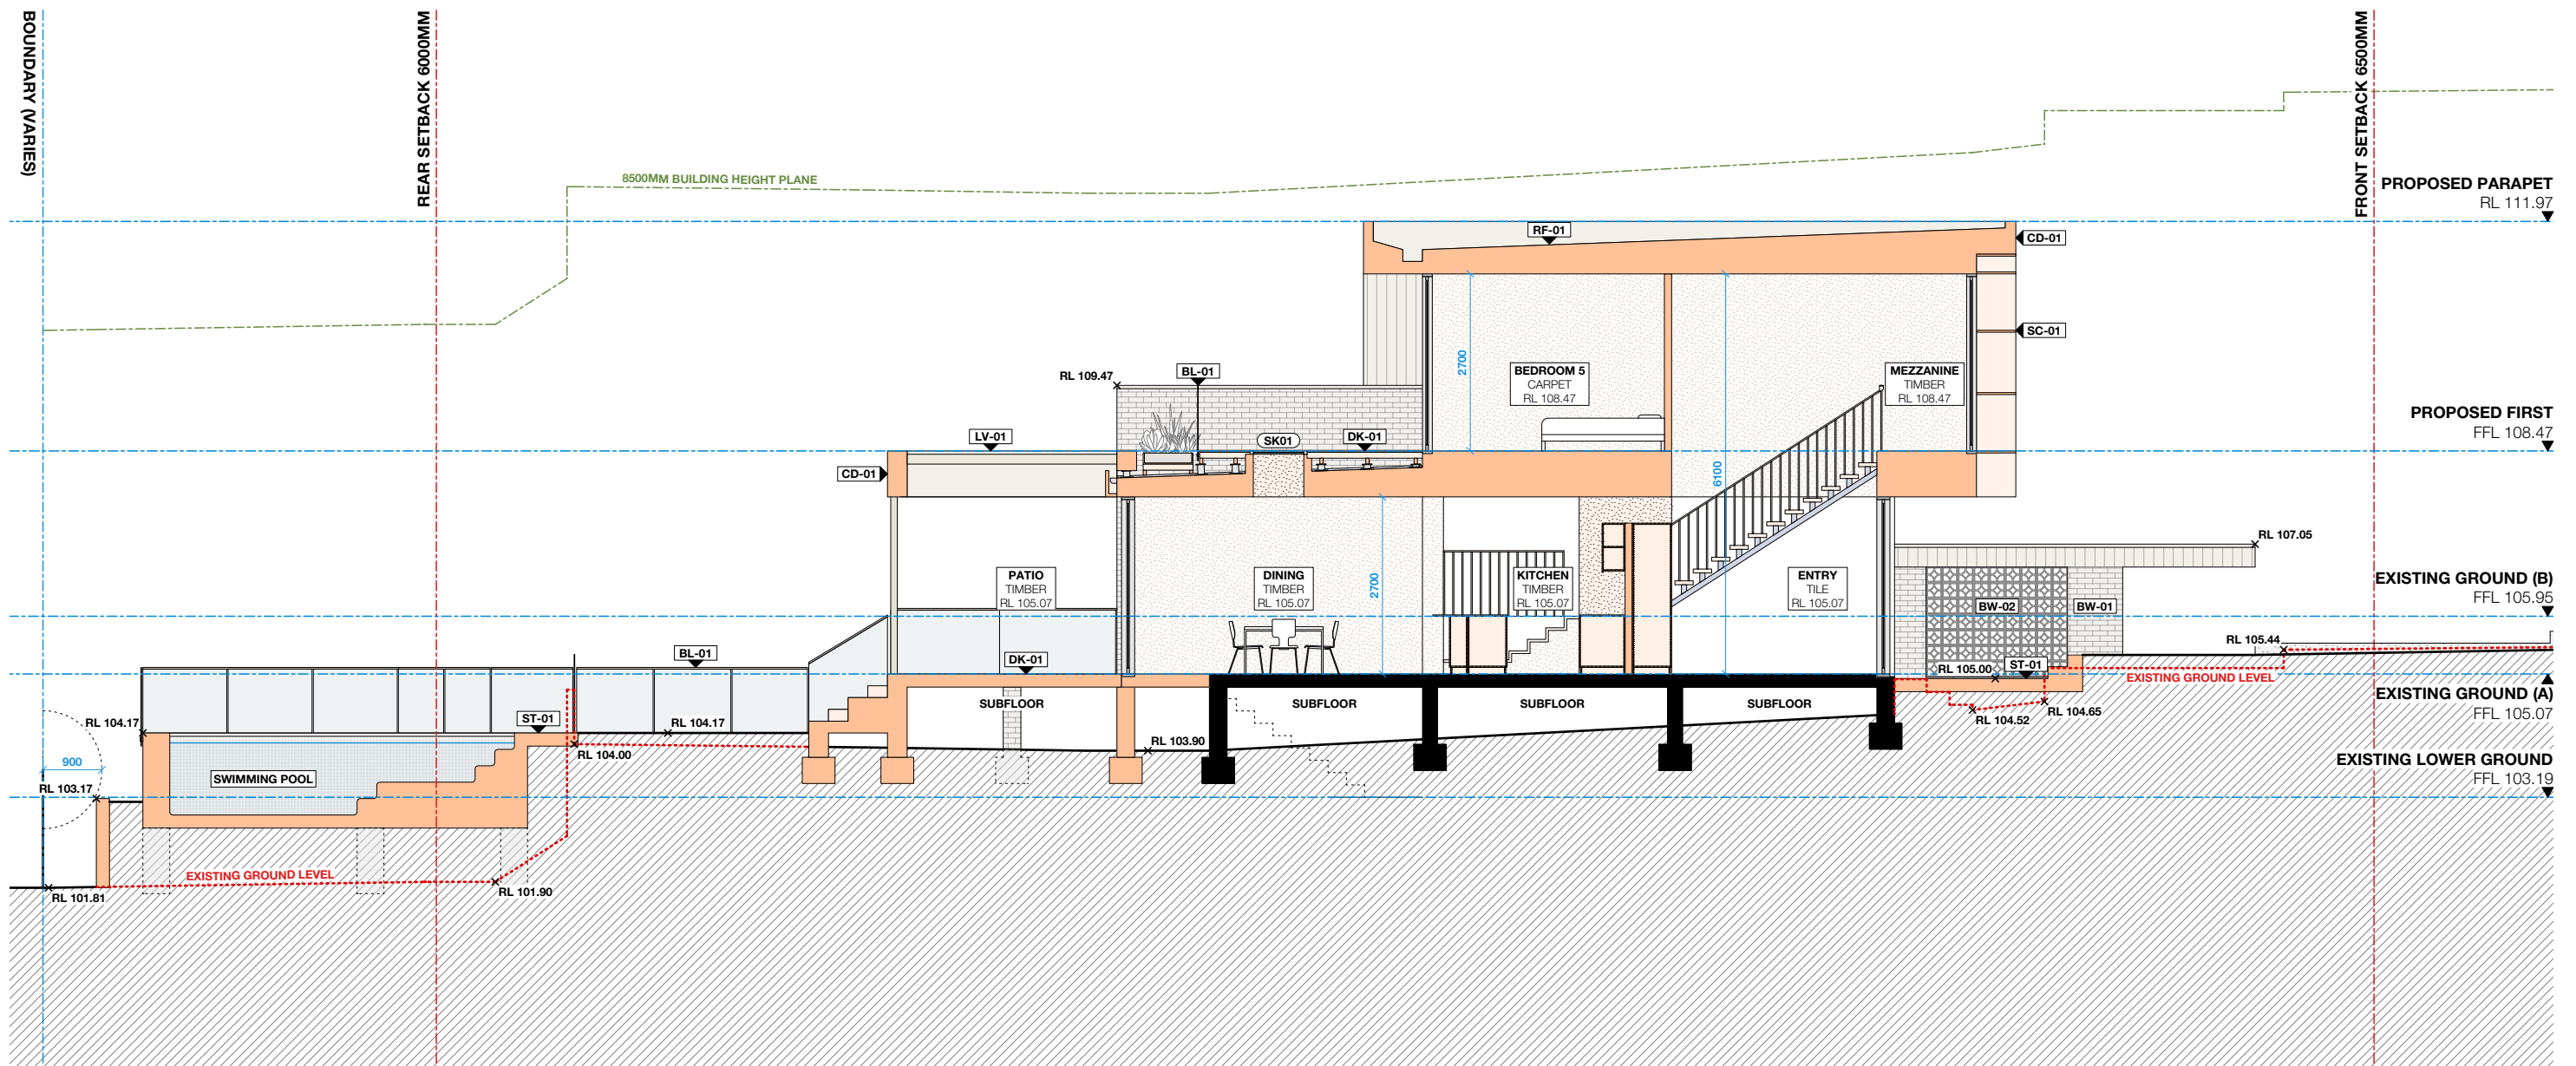 BOUNDARY (VARIES)
REAR SETBACK 6000MM
FRONT SETBACK 6500MM
8500MM BUILDING HEIGHT PLANE
PROPOSED PARAPET
RL 111.97
RF-01
CD-01
SC-01
2700
BEDROOM 5
CARPET
RL 108.47
MEZZANINE
TIMBER
RL 108.47
RL 109.47
BL-01
PROPOSED FIRST
FFL 108.47
LV-01
SK01
DK-01
CD-01
6100
RL 107.05
PATIO
TIMBER
RL 105.07
DINING
TIMBER
RL 105.07
2700
KITCHEN
TIMBER
RL 105.07
ENTRY
TILE
RL 105.07
BW-02
BW-01
EXISTING GROUND (B)
FFL 105.95
RL 105.44
BL-01
DK-01
RL 105.00
ST-01
EXISTING GROUND LEVEL
EXISTING GROUND (A)
FFL 105.07
SUBFLOOR
SUBFLOOR
SUBFLOOR
SUBFLOOR
RL 104.52
RL 104.65
RL 104.17
ST-01
RL 104.17
RL 104.00
RL 103.90
900
SWIMMING POOL
RL 103.17
EXISTING LOWER GROUND
FFL 103.19
EXISTING GROUND LEVEL
RL 101.90
RL 101.81